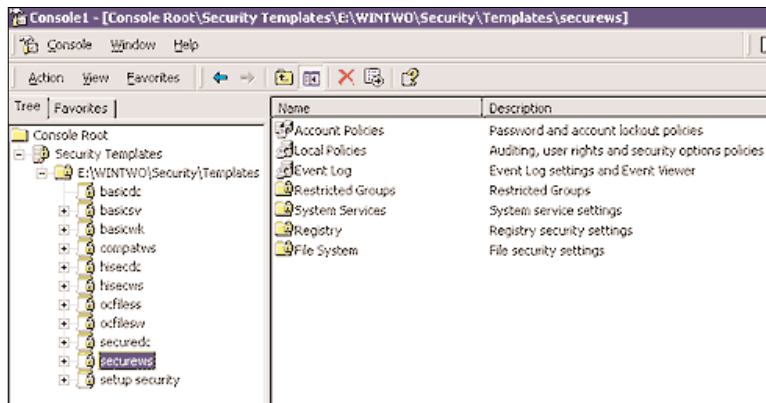 Console1 - [Console Root\Security Templates\E:\WINTWO\Security\Templates\securews]
Console Window Help
Action View Favorites
Tree Favorites
Name Description
Console Root
Security Templates
E:\WINTWO\Security\Templates
basicdc
basicsv
basicwk
compatws
hisecdc
hisecws
ocfiless
ocfilesw
securedc
securews
setup security
Account Policies Password and account lockout policies
Local Policies Auditing, user rights and security options policies
Event Log Event Log settings and Event Viewer
Restricted Groups Restricted Groups
System Services System service settings
Registry Registry security settings
File System File security settings